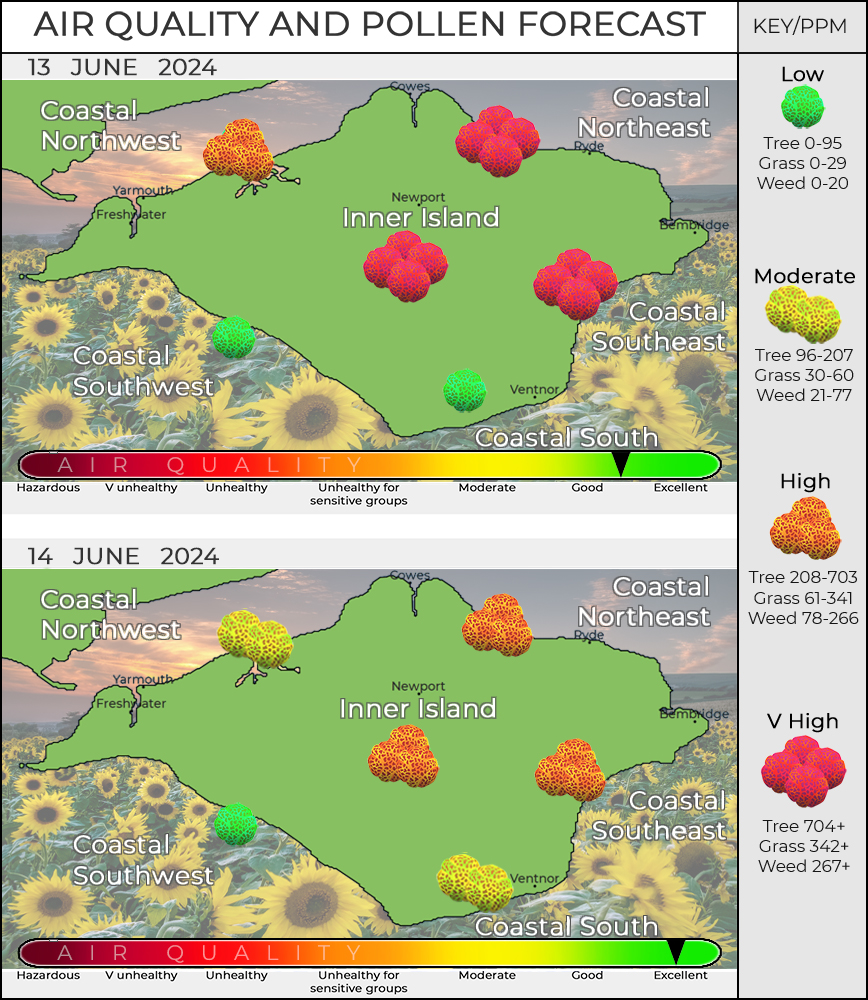 AIR QUALITY AND POLLEN FORECAST
KEY/PPM
13 JUNE 2024
Coastal
Northwest
Cowes
Coastal
Northeast
Ryde
Yarmouth
Freshwater
Newport
Inner Island
Bembridge
Coastal
Southeast
Coastal
Southwest
Ventnor
Coastal South
AIR QUALITY
Hazardous
V unhealthy
Unhealthy
Unhealthy for
sensitive groups
Moderate
Good
Excellent
14 JUNE 2024
Coastal
Northwest
Cowes
Coastal
Northeast
Ryde
Yarmouth
Freshwater
Newport
Inner Island
Bembridge
Coastal
Southeast
Coastal
Southwest
Ventnor
Coastal South
AIR QUALITY
Hazardous
V unhealthy
Unhealthy
Unhealthy for
sensitive groups
Moderate
Good
Excellent
Low
Tree 0-95
Grass 0-29
Weed 0-20
Moderate
Tree 96-207
Grass 30-60
Weed 21-77
High
Tree 208-703
Grass 61-341
Weed 78-266
V High
Tree 704+
Grass 342+
Weed 267+